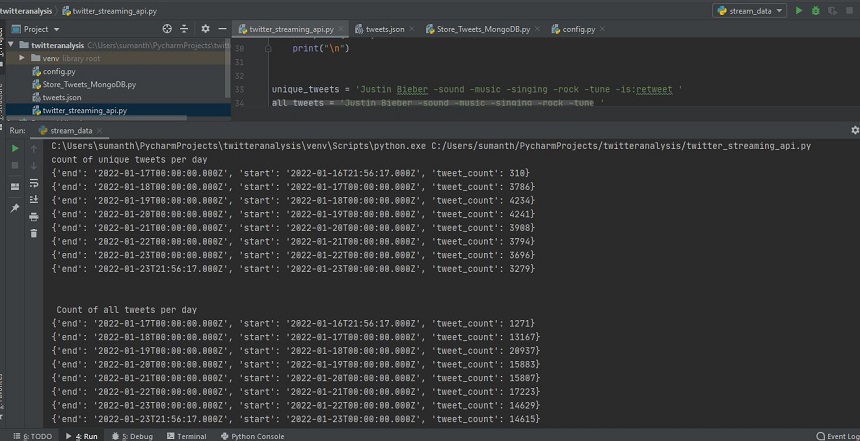 twitteranalysis twitter_streaming_api.py
stream_data
Project
twitter_streaming_api.py tweets.json Store_Tweets_MongoDB.py config.py
twitteranalysis C:\Users\sumanth\PycharmProjects\twitteranalysis
venv library root
config.py
Store_Tweets_MongoDB.py
tweets.json
twitter_streaming_api.py
30 print("\n")
31
32
33 unique_tweets = 'Justin Bieber -sound -music -singing -rock -tune -is:retweet '
34 all_tweets = 'Justin Bieber -sound -music -singing -rock -tune '
Run: stream_data
C:\Users\sumanth\PycharmProjects\twitteranalysis\venv\Scripts\python.exe C:/Users/sumanth/PycharmProjects/twitteranalysis/twitter_streaming_api.py
count of unique tweets per day
{'end': '2022-01-17T00:00:00.000Z', 'start': '2022-01-16T21:56:17.000Z', 'tweet_count': 310}
{'end': '2022-01-18T00:00:00.000Z', 'start': '2022-01-17T00:00:00.000Z', 'tweet_count': 3786}
{'end': '2022-01-19T00:00:00.000Z', 'start': '2022-01-18T00:00:00.000Z', 'tweet_count': 4234}
{'end': '2022-01-20T00:00:00.000Z', 'start': '2022-01-19T00:00:00.000Z', 'tweet_count': 4241}
{'end': '2022-01-21T00:00:00.000Z', 'start': '2022-01-20T00:00:00.000Z', 'tweet_count': 3908}
{'end': '2022-01-22T00:00:00.000Z', 'start': '2022-01-21T00:00:00.000Z', 'tweet_count': 3794}
{'end': '2022-01-23T00:00:00.000Z', 'start': '2022-01-22T00:00:00.000Z', 'tweet_count': 3696}
{'end': '2022-01-23T21:56:17.000Z', 'start': '2022-01-23T00:00:00.000Z', 'tweet_count': 3279}
Count of all tweets per day
{'end': '2022-01-17T00:00:00.000Z', 'start': '2022-01-16T21:56:17.000Z', 'tweet_count': 1271}
{'end': '2022-01-18T00:00:00.000Z', 'start': '2022-01-17T00:00:00.000Z', 'tweet_count': 13167}
{'end': '2022-01-19T00:00:00.000Z', 'start': '2022-01-18T00:00:00.000Z', 'tweet_count': 20937}
{'end': '2022-01-20T00:00:00.000Z', 'start': '2022-01-19T00:00:00.000Z', 'tweet_count': 15883}
{'end': '2022-01-21T00:00:00.000Z', 'start': '2022-01-20T00:00:00.000Z', 'tweet_count': 15807}
{'end': '2022-01-22T00:00:00.000Z', 'start': '2022-01-21T00:00:00.000Z', 'tweet_count': 17223}
{'end': '2022-01-23T00:00:00.000Z', 'start': '2022-01-22T00:00:00.000Z', 'tweet_count': 14629}
{'end': '2022-01-23T21:56:17.000Z', 'start': '2022-01-23T00:00:00.000Z', 'tweet_count': 14615}
6: TODO 4: Run 5: Debug Terminal Python Console Event Log